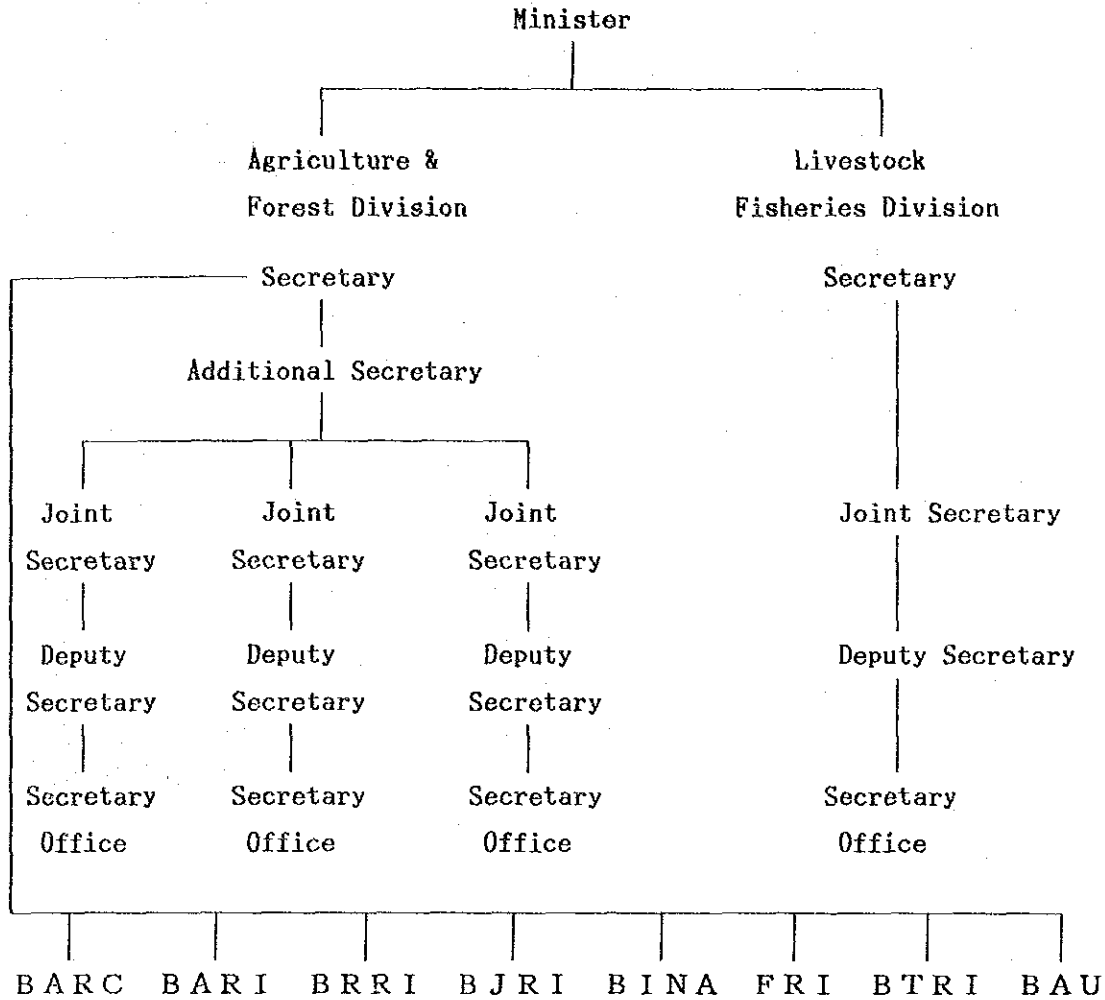 Minister
Agriculture & Livestock
Forest Division Fisheries Division
Secretary Secretary
Additional Secretary
Joint Joint Joint Joint Secretary
Secretary Secretary Secretary
Deputy Deputy Deputy Deputy Secretary
Secretary Secretary Secretary
Secretary Secretary Secretary Secretary
Office Office Office Office
BARC BARI BRRI BJRI BINA FRI BTRI BAU